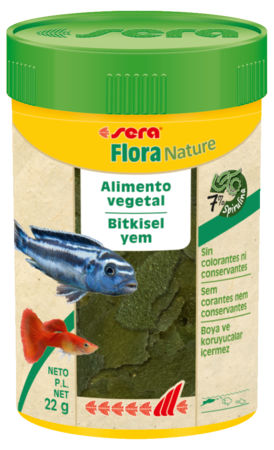 sera
sera
Flora Nature
Alimento
vegetal
Bitkisel
yem
7% Spirulina
Sin
colorantes ni
conservantes
Sem
corantes nem
conservantes
Boya ve
koruyucular
içermez
NETO
P.L.
NET
22 g